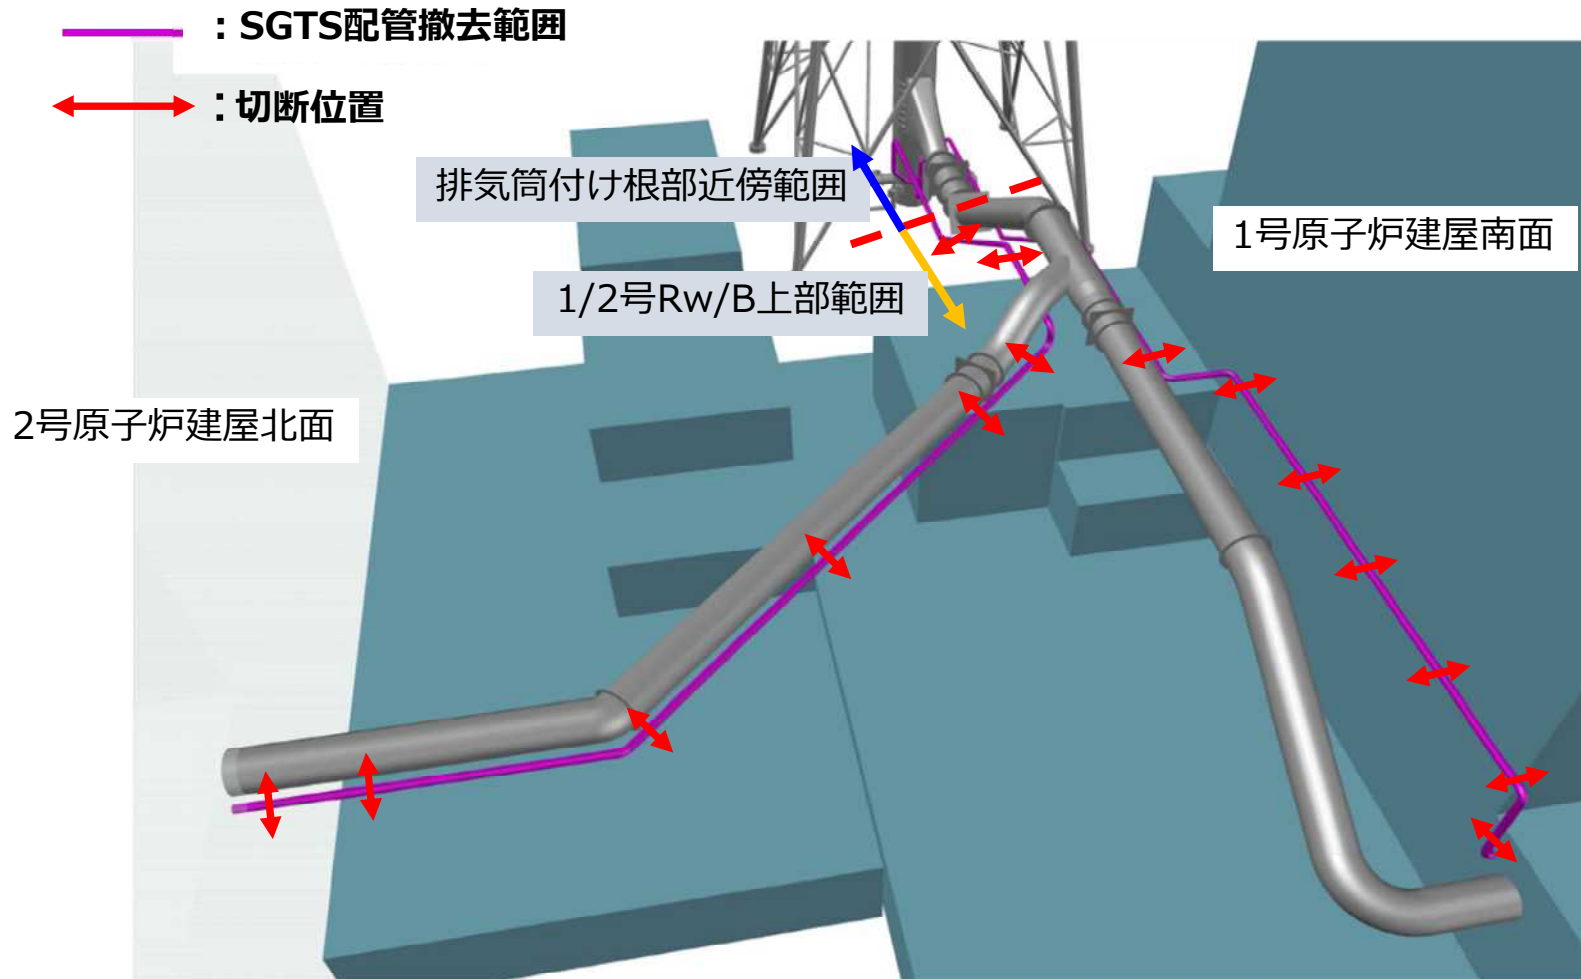 ：SGTS配管撤去範囲
：切断位置
排気筒付け根部近傍範囲
1号原子炉建屋南面
1/2号Rw/B上部範囲
2号原子炉建屋北面